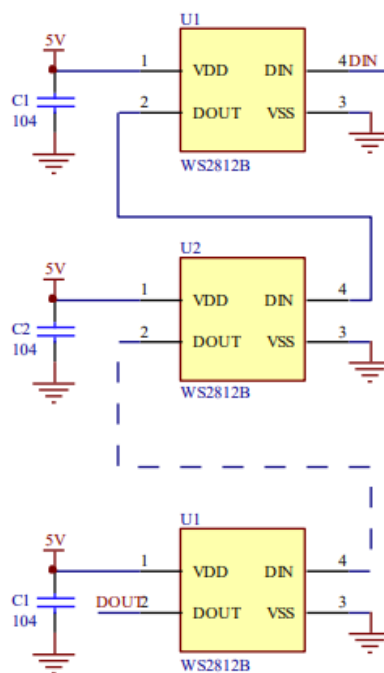 U1
5V
1 VDD DIN 4 DIN
C1
104
2 DOUT VSS 3
WS2812B
U2
5V
1 VDD DIN 4
C2
104
2 DOUT VSS 3
WS2812B
U1
5V
1 VDD DIN 4
C1
104
DOUT 2 DOUT VSS 3
WS2812B